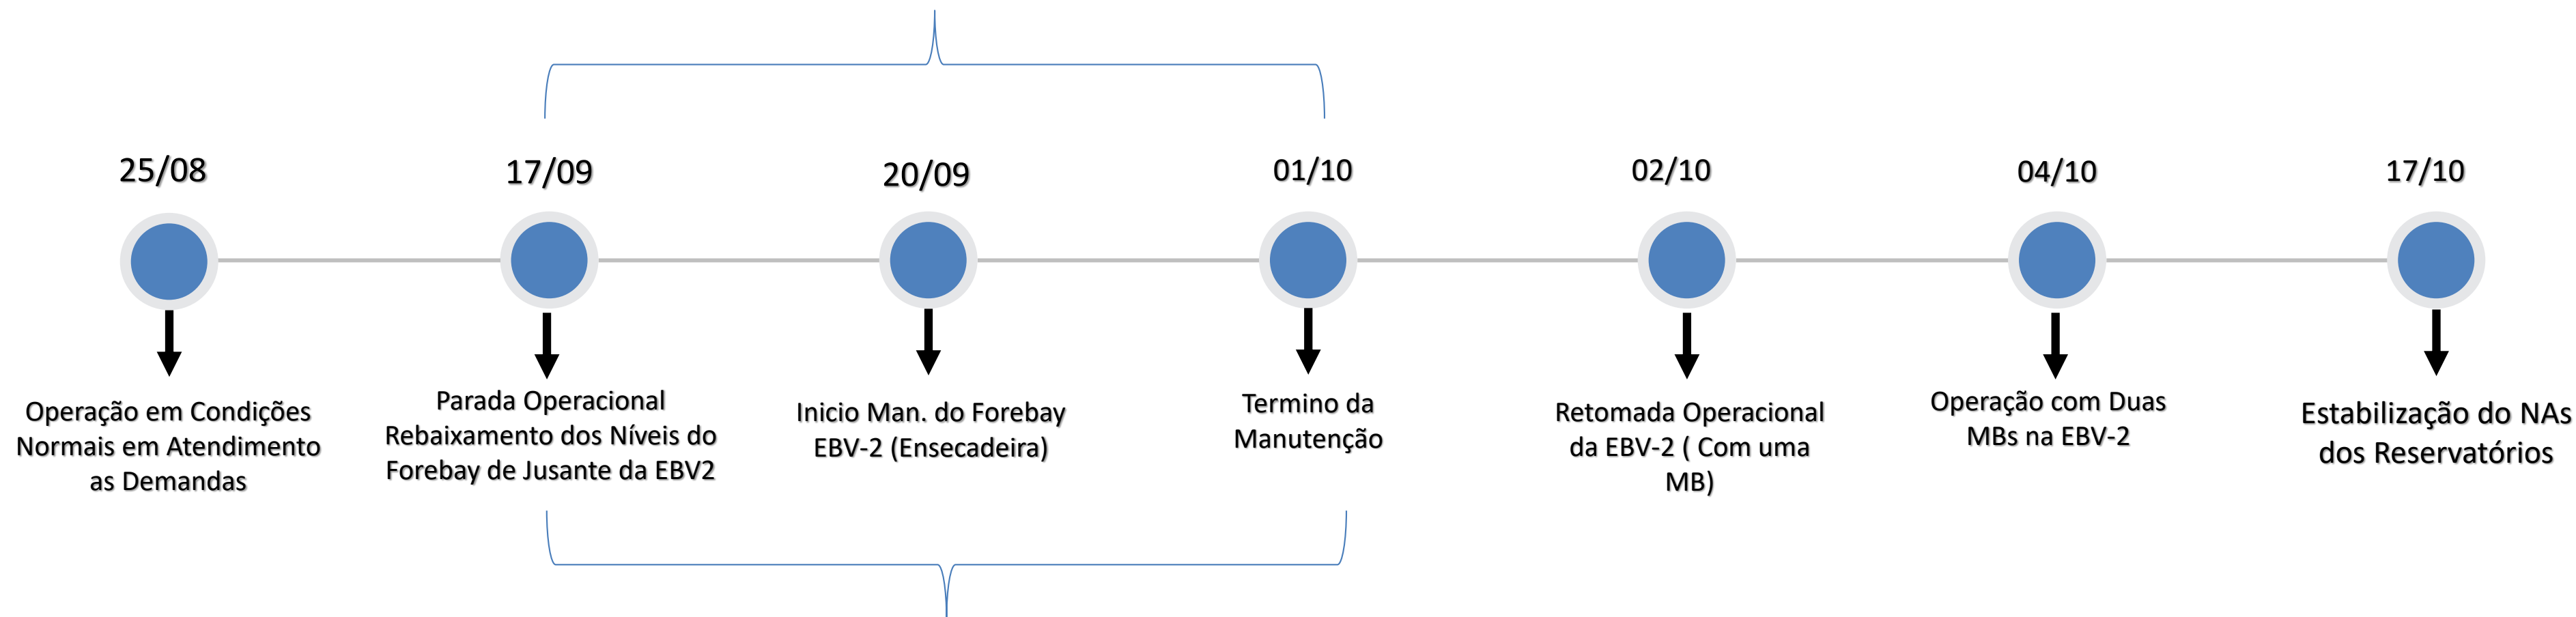 25/08
17/09
20/09
01/10
02/10
04/10
17/10
Operação em Condições
Normais em Atendimento
as Demandas
Parada Operacional
Rebaixamento dos Níveis do
Forebay de Jusante da EBV2
Inicio Man. do Forebay
EBV-2 (Ensecadeira)
Termino da
Manutenção
Retomada Operacional
da EBV-2 ( Com uma
MB)
Operação com Duas
MBs na EBV-2
Estabilização do NAs
dos Reservatórios